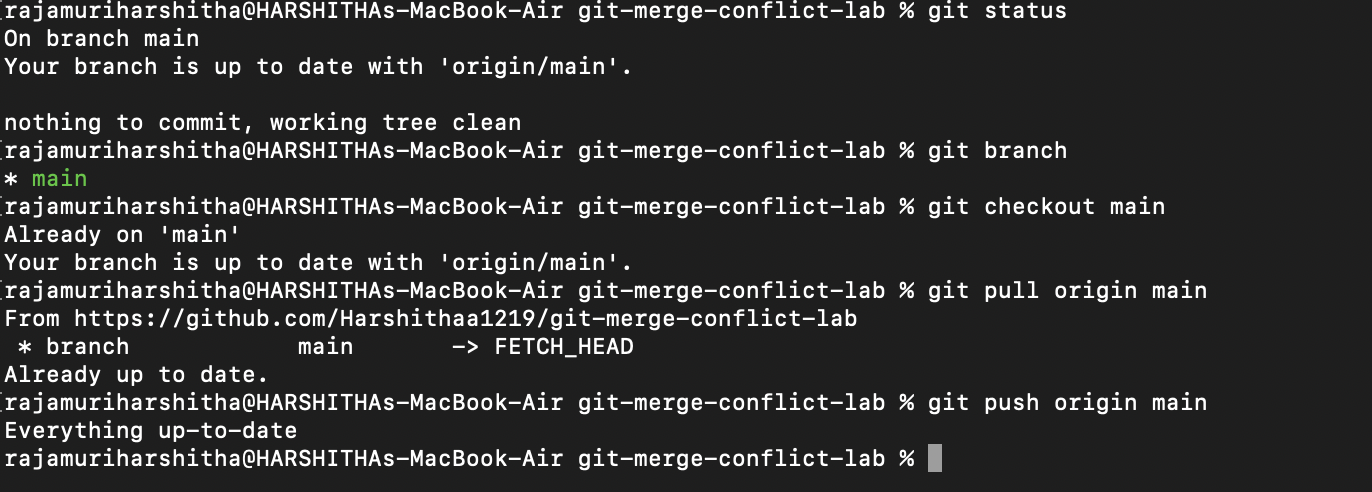 rajamuriharshitha@HARSHITHAs-MacBook-Air git-merge-conflict-lab % git status
On branch main
Your branch is up to date with 'origin/main'.

nothing to commit, working tree clean
rajamuriharshitha@HARSHITHAs-MacBook-Air git-merge-conflict-lab % git branch
* main
rajamuriharshitha@HARSHITHAs-MacBook-Air git-merge-conflict-lab % git checkout main
Already on 'main'
Your branch is up to date with 'origin/main'.
rajamuriharshitha@HARSHITHAs-MacBook-Air git-merge-conflict-lab % git pull origin main
From https://github.com/Harshithaa1219/git-merge-conflict-lab
 * branch            main       -> FETCH_HEAD
Already up to date.
rajamuriharshitha@HARSHITHAs-MacBook-Air git-merge-conflict-lab % git push origin main
Everything up-to-date
rajamuriharshitha@HARSHITHAs-MacBook-Air git-merge-conflict-lab %